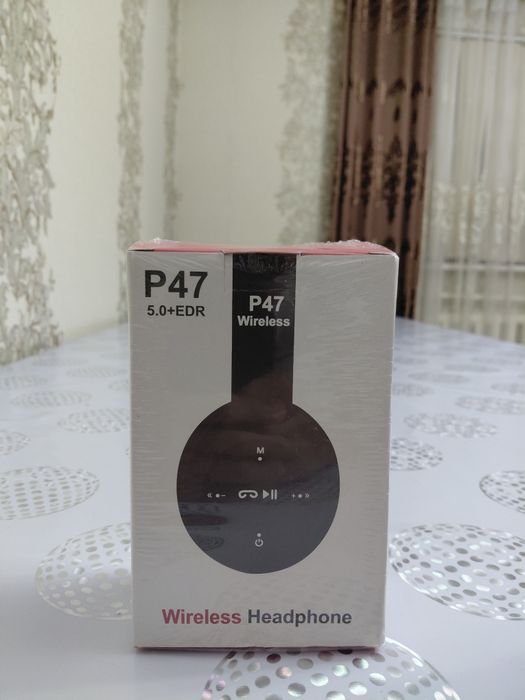 P47
5.0+EDR
P47
Wireless
M
Wireless Headphone